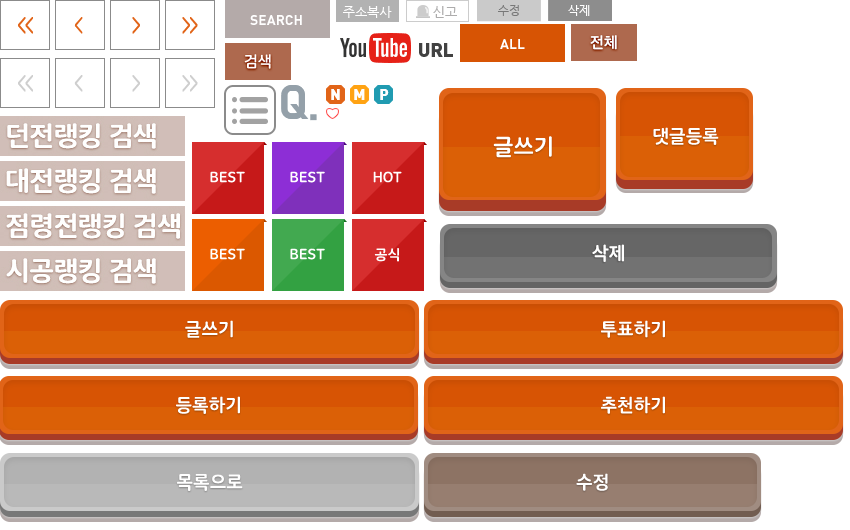 SEARCH
주소복사
신고
수정
삭제
검색
YouTube URL
ALL
전체
Q.
N M P
던전랭킹 검색
대전랭킹 검색
점령전랭킹 검색
시공랭킹 검색
BEST
BEST
HOT
BEST
BEST
공식
글쓰기
댓글등록
삭제
글쓰기
투표하기
등록하기
추천하기
목록으로
수정